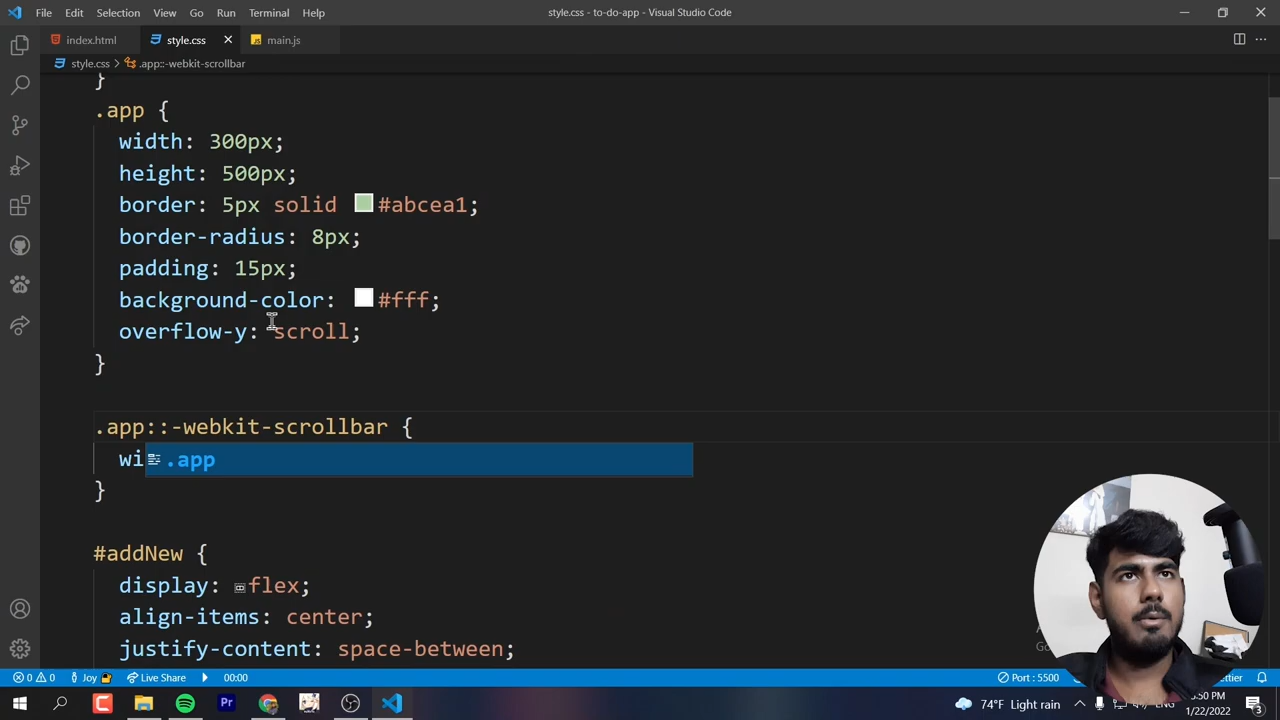 File Edit Selection View Go Run Terminal Help
style.css - to-do-app - Visual Studio Code
index.html style.css main.js
style.css > .app::-webkit-scrollbar
}
.app {
width: 300px;
height: 500px;
border: 5px solid #abcea1;
border-radius: 8px;
padding: 15px;
background-color: #fff;
overflow-y: scroll;
}
.app::-webkit-scrollbar {
wi .app
}
#addNew {
display: flex;
align-items: center;
justify-content: space-between;
0 0 Joy Live Share 00:00 Port : 5500
74°F Light rain ENG
1/22/2022
3